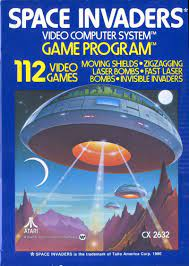 SPACE INVADERS*
VIDEO COMPUTER SYSTEM™
GAME PROGRAM™
112 VIDEO GAMES
MOVING SHIELDS • ZIGZAGGING
LASER BOMBS • FAST LASER
BOMBS • INVISIBLE INVADERS
ATARI
CX 2632
* SPACE INVADERS is a trademark of Taito America Corp. 1980